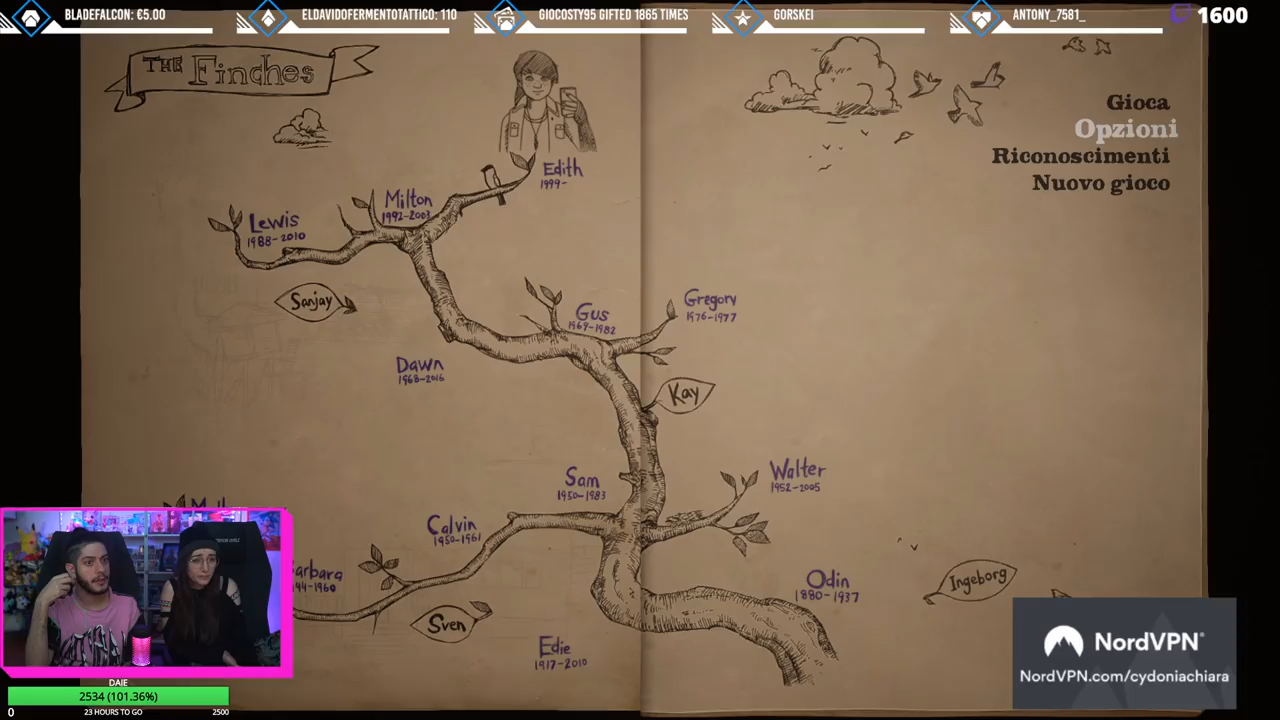 BLADEFALCON: €5.00
ELDAVIDOFERMENTOTATTICO: 110
GIOCOSTY95 GIFTED 1865 TIMES
GORSKEI
ANTONY_7581_
1600
THE Finches
Gioca
Opzioni
Riconoscimenti
Nuovo gioco
Edith
1999-
Milton
1992-2003
Lewis
1988-2010
Sanjay
Gus
1969-1982
Gregory
1976-1977
Dawn
1968-2016
Kay
Sam
1950-1983
Walter
1952-2005
Calvin
1950-1961
Barbara
1944-1960
Odin
1880-1937
Ingeborg
Sven
Edie
1917-2010
NordVPN®
NordVPN.com/cydoniachiara
DAIE
2534 (101.36%)
0
23 HOURS TO GO
2500